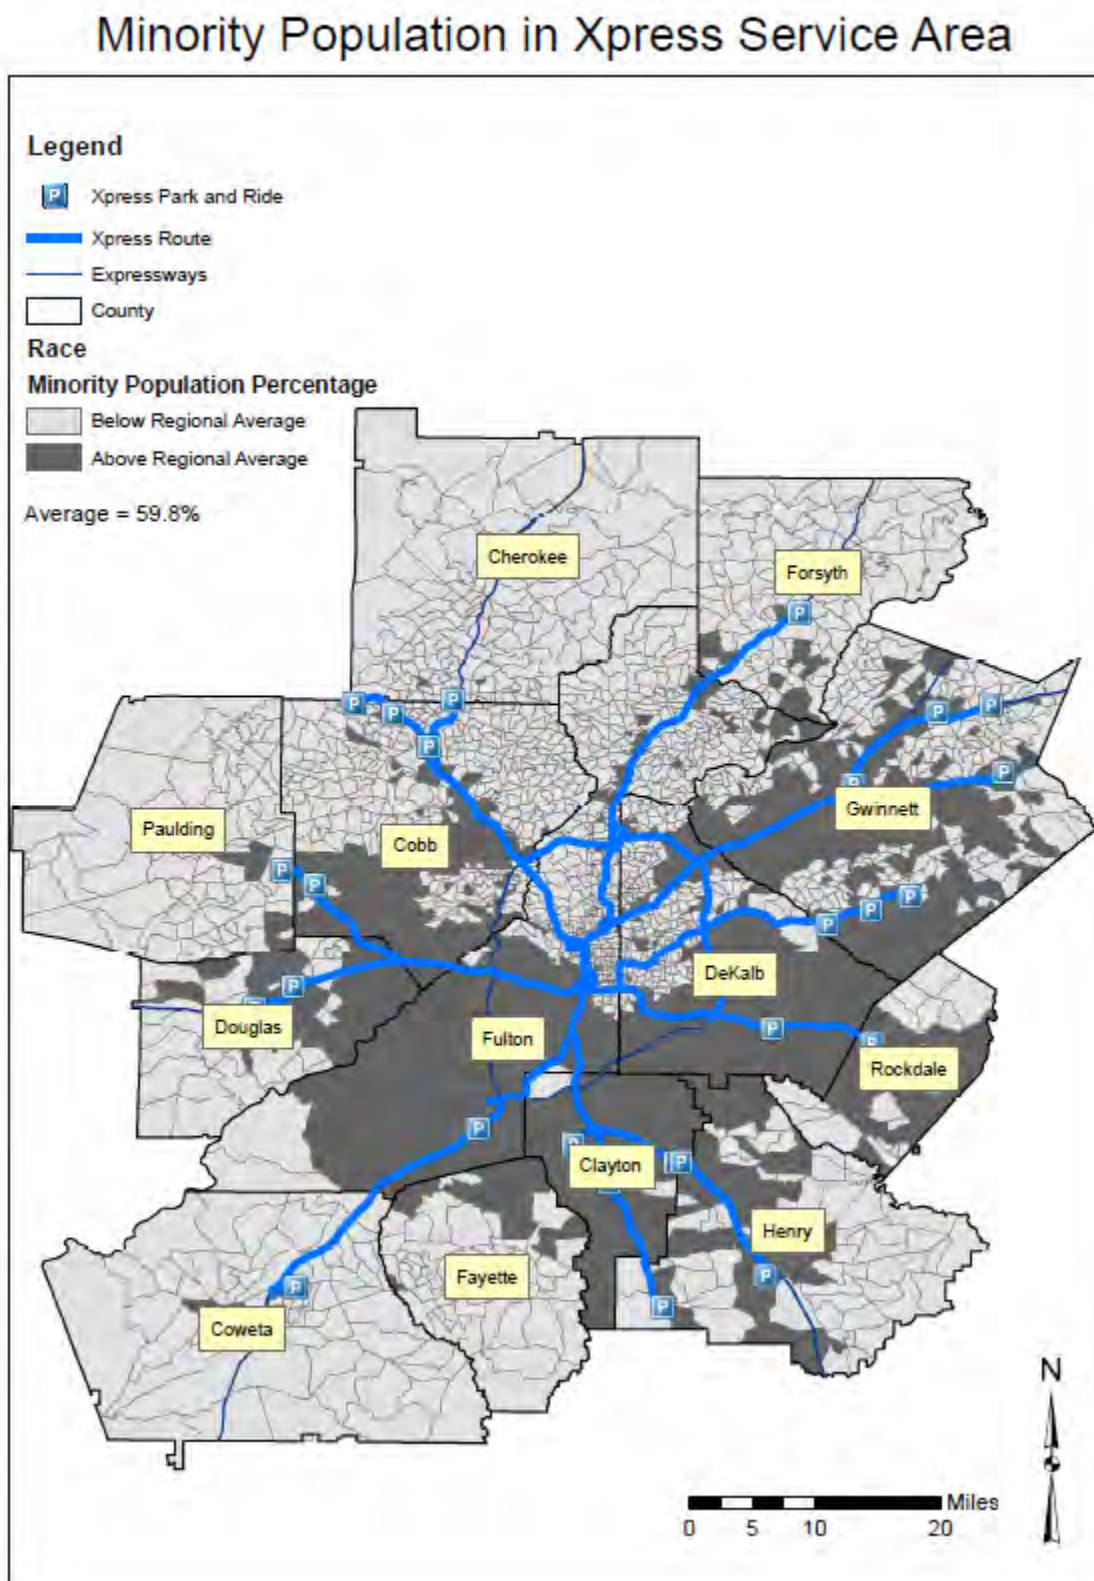 Minority Population in Xpress Service Area
Legend
P Xpress Park and Ride
Xpress Route
Expressways
County
Race
Minority Population Percentage
Below Regional Average
Above Regional Average
Average = 59.8%
Cherokee
Forsyth
P
P
P
P
P
P
P
P
P
P
Gwinnett
Paulding
Cobb
P
P
P
P
P
DeKalb
P
Douglas
P
Fulton
P
Rockdale
P
P
Clayton
P
Henry
P
Fayette
P
P
Coweta
N
Miles
0 5 10 20